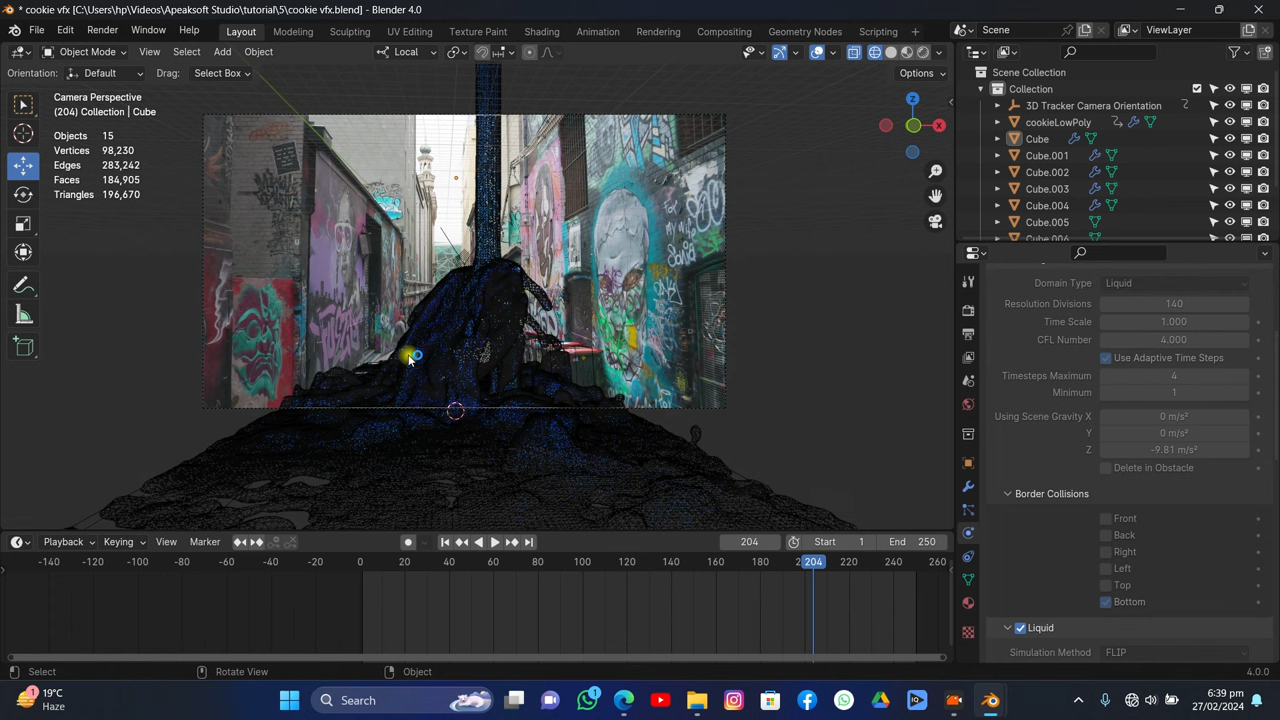 * cookie vfx [C:\Users\hp\Videos\Apeaksoft Studio\tutorial\5\cookie vfx.blend] - Blender 4.0
File Edit Render Window Help Layout Modeling Sculpting UV Editing Texture Paint Shading Animation Rendering Compositing Geometry Nodes Scripting + Scene ViewLayer
Object Mode View Select Add Object Local
Orientation: Default Drag: Select Box Options
Camera Perspective
(204) Collection | Cube
Objects 15
Vertices 98,230
Edges 283,242
Faces 184,905
Triangles 196,670
Z
X
For
my wife
Sania
Scene Collection
Collection
3D Tracker Camera Orientation
cookieLowPoly
Cube
Cube.001
Cube.002
Cube.003
Cube.004
Cube.005
Cube.006
Domain Type Liquid
Resolution Divisions 140
Time Scale 1.000
CFL Number 4.000
Use Adaptive Time Steps
Timesteps Maximum 4
Minimum 1
Using Scene Gravity X 0 m/s²
Y 0 m/s²
Z -9.81 m/s²
Delete in Obstacle
Border Collisions
Front
Back
Right
Left
Top
Bottom
Liquid
Simulation Method FLIP
Playback Keying View Marker 204 Start 1 End 250
-140 -120 -100 -80 -60 -40 -20 0 20 40 60 80 100 120 140 160 180 204 220 240 260
Select Rotate View Object 4.0.0
1 19°C
Haze
Search
1
6:39 pm
27/02/2024